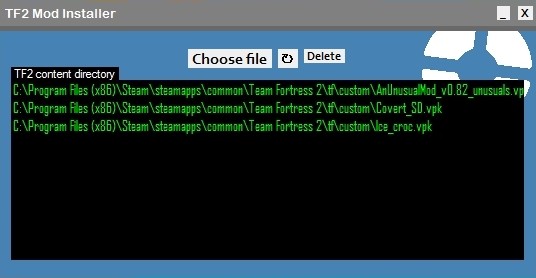 TF2 Mod Installer
_ X
Choose file ↻ Delete
TF2 content directory
C:\Program Files (x86)\Steam\steamapps\common\Team Fortress 2\tf\custom\AnUnusualMod_v0.82_unusuals.vp
C:\Program Files (x86)\Steam\steamapps\common\Team Fortress 2\tf\custom\Covert_SD.vpk
C:\Program Files (x86)\Steam\steamapps\common\Team Fortress 2\tf\custom\Ice_croc.vpk